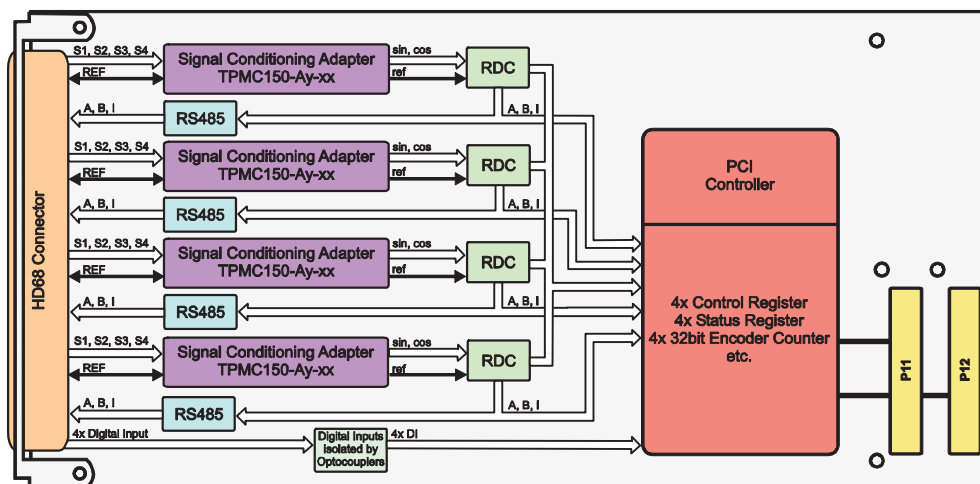 HD68 Connector
S1, S2, S3, S4
REF
Signal Conditioning Adapter
TPMC150-Ay-xx
sin, cos
ref
RDC
A, B, I
RS485
A, B, I
S1, S2, S3, S4
REF
Signal Conditioning Adapter
TPMC150-Ay-xx
sin, cos
ref
RDC
A, B, I
RS485
A, B, I
S1, S2, S3, S4
REF
Signal Conditioning Adapter
TPMC150-Ay-xx
sin, cos
ref
RDC
A, B, I
RS485
A, B, I
S1, S2, S3, S4
REF
Signal Conditioning Adapter
TPMC150-Ay-xx
sin, cos
ref
RDC
A, B, I
RS485
A, B, I
4x Digital Input
Digital Inputs
isolated by
Optocouplers
4x DI
PCI
Controller
4x Control Register
4x Status Register
4x 32bit Encoder Counter
etc.
P11
P12